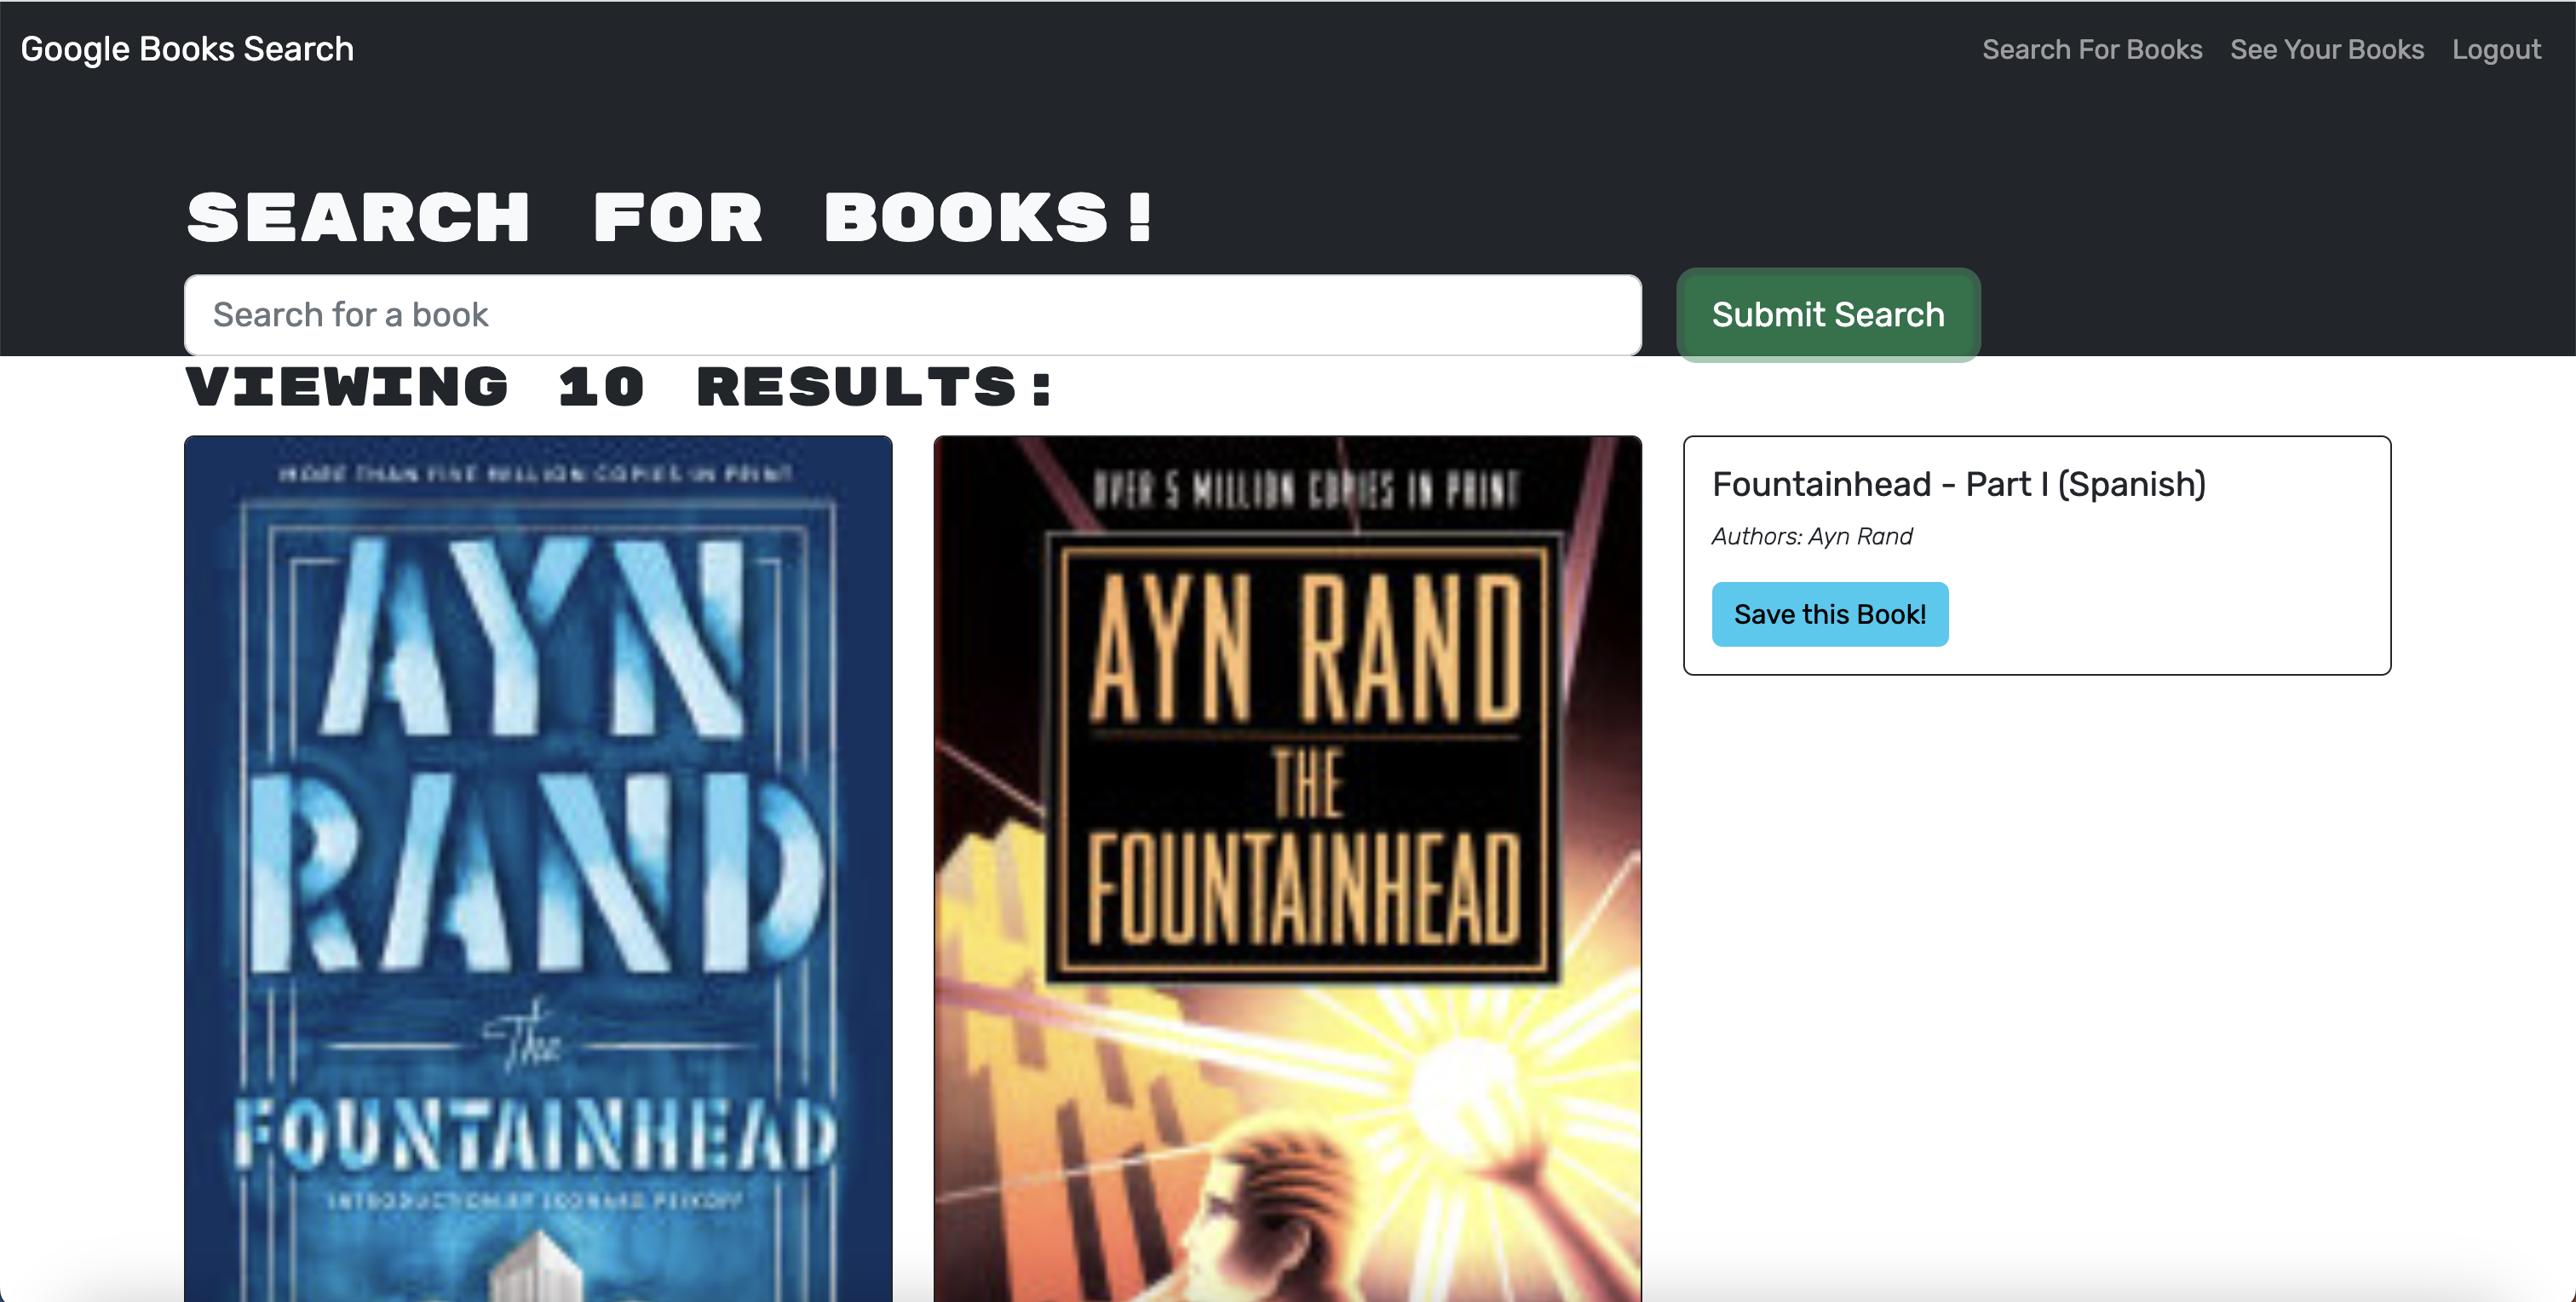 Google Books Search
Search For Books
See Your Books
Logout
SEARCH FOR BOOKS!
Search for a book
Submit Search
VIEWING 10 RESULTS:
MORE THAN FIVE MILLION COPIES IN PRINT
AYN
RAND
The
FOUNTAINHEAD
INTRODUCTION BY LEONARD PEIKOFF
OVER 5 MILLION COPIES IN PRINT
AYN RAND
THE
FOUNTAINHEAD
Fountainhead - Part I (Spanish)
Authors: Ayn Rand
Save this Book!